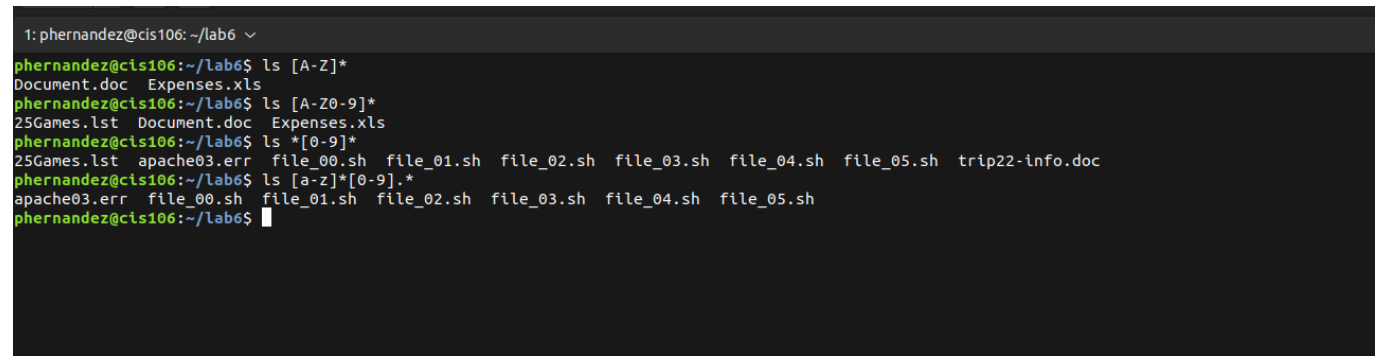 1: phernandez@cis106: ~/lab6
phernandez@cis106:~/lab6$ ls [A-Z]*
Document.doc  Expenses.xls
phernandez@cis106:~/lab6$ ls [A-Z0-9]*
25Games.lst  Document.doc  Expenses.xls
phernandez@cis106:~/lab6$ ls *[0-9]*
25Games.lst  apache03.err  file_00.sh  file_01.sh  file_02.sh  file_03.sh  file_04.sh  file_05.sh  trip22-info.doc
phernandez@cis106:~/lab6$ ls [a-z]*[0-9].*
apache03.err  file_00.sh  file_01.sh  file_02.sh  file_03.sh  file_04.sh  file_05.sh
phernandez@cis106:~/lab6$